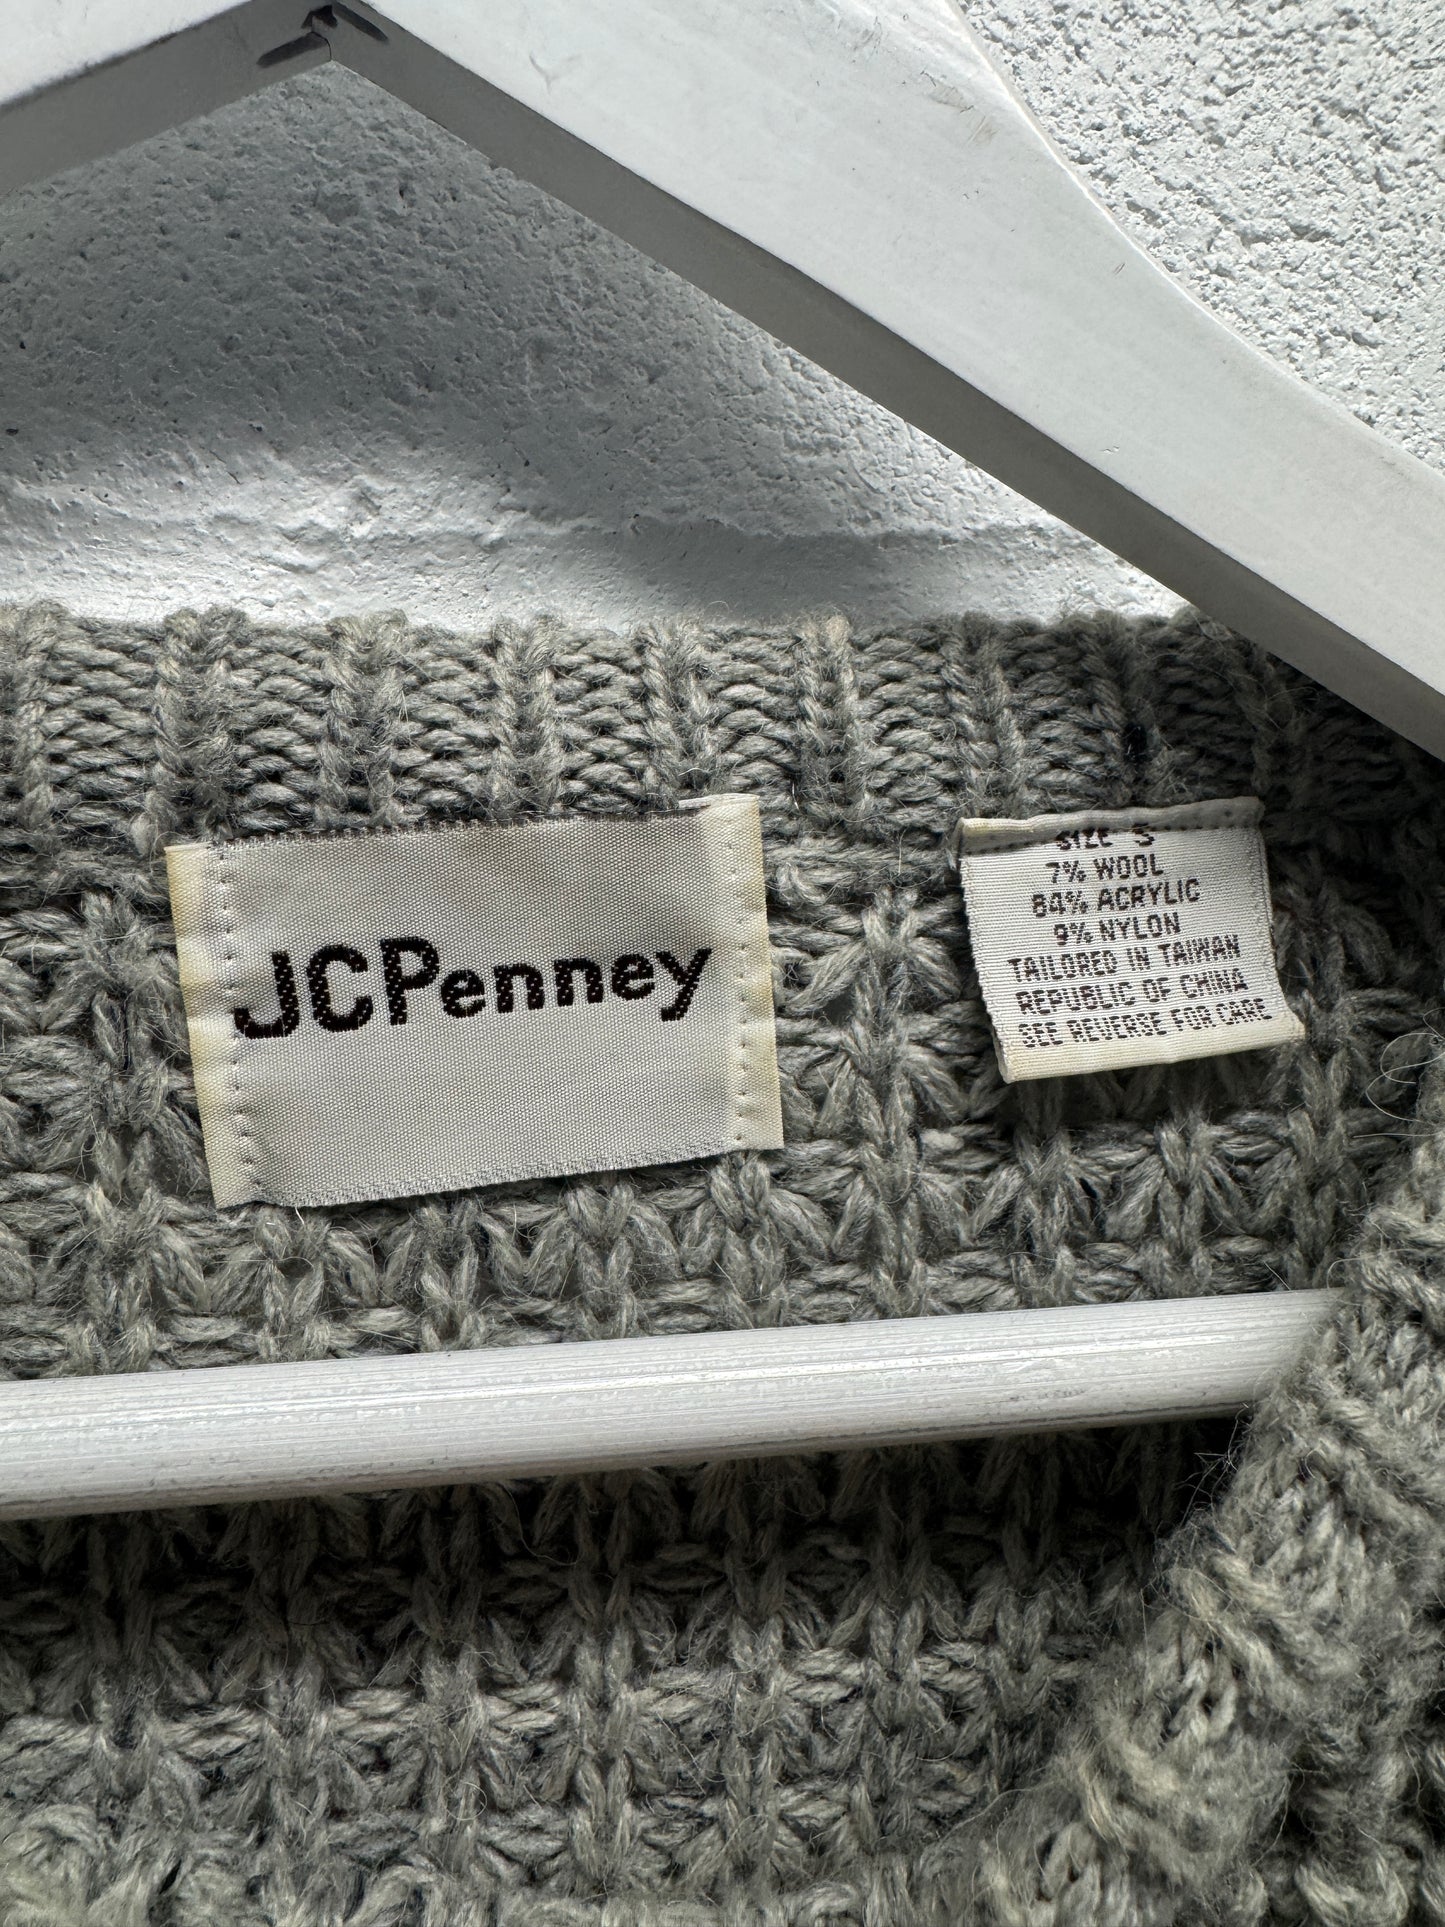 JCPenney
SIZE S
7% WOOL
84% ACRYLIC
9% NYLON
TAILORED IN TAIWAN
REPUBLIC OF CHINA
SEE REVERSE FOR CARE